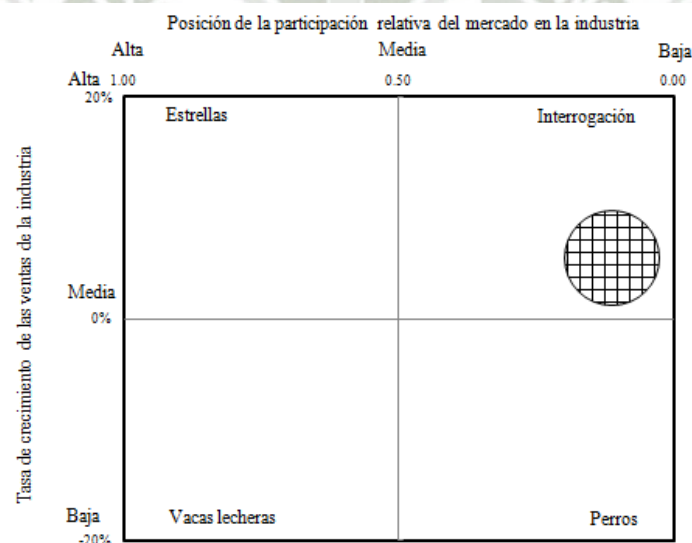 Posición de la participación relativa del mercado en la industria
Alta Media Baja
Alta 1.00 0.50 0.00
20%
Estrellas Interrogación
Tasa de crecimiento de las ventas de la industria
Media
0%
Baja
Vacas lecheras Perros
-20%